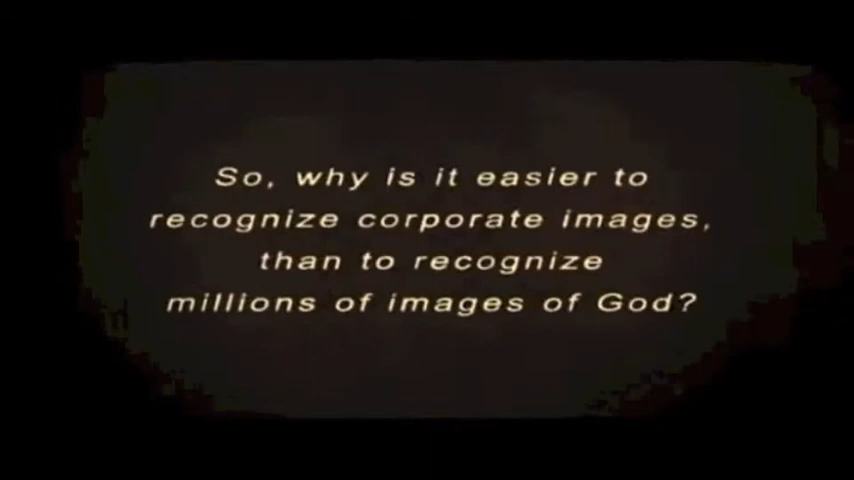 So, why is it easier to
recognize corporate images,
than to recognize
millions of images of God?